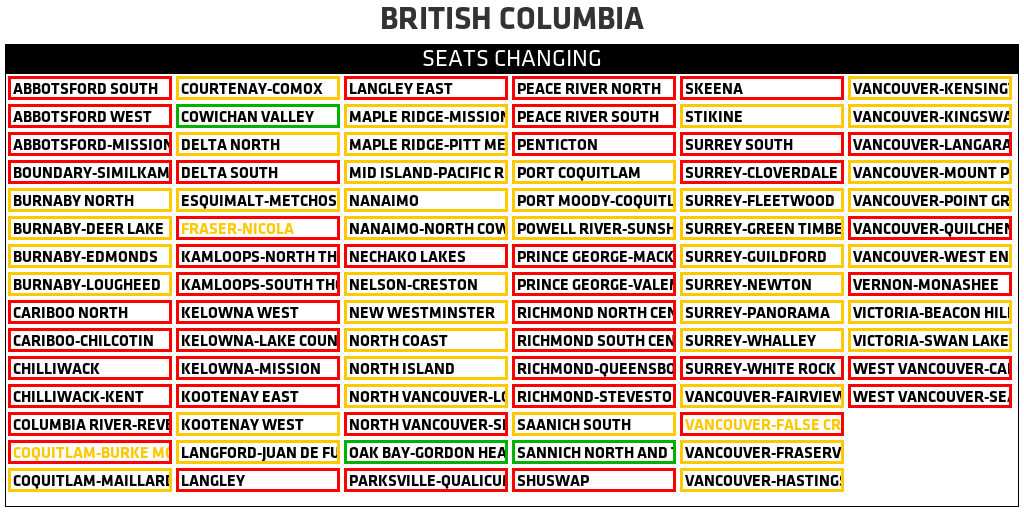 BRITISH COLUMBIA
SEATS CHANGING
ABBOTSFORD SOUTH
ABBOTSFORD WEST
ABBOTSFORD-MISSION
BOUNDARY-SIMILKAM
BURNABY NORTH
BURNABY-DEER LAKE
BURNABY-EDMONDS
BURNABY-LOUGHEED
CARIBOO NORTH
CARIBOO-CHILCOTIN
CHILLIWACK
CHILLIWACK-KENT
COLUMBIA RIVER-REVE
COQUITLAM-BURKE MO
COQUITLAM-MAILLARD
COURTENAY-COMOX
COWICHAN VALLEY
DELTA NORTH
DELTA SOUTH
ESQUIMALT-METCHOS
FRASER-NICOLA
KAMLOOPS-NORTH TH
KAMLOOPS-SOUTH THO
KELOWNA WEST
KELOWNA-LAKE COUN
KELOWNA-MISSION
KOOTENAY EAST
KOOTENAY WEST
LANGFORD-JUAN DE FU
LANGLEY
LANGLEY EAST
MAPLE RIDGE-MISSION
MAPLE RIDGE-PITT ME
MID ISLAND-PACIFIC R
NANAIMO
NANAIMO-NORTH COW
NECHAKO LAKES
NELSON-CRESTON
NEW WESTMINSTER
NORTH COAST
NORTH ISLAND
NORTH VANCOUVER-LO
NORTH VANCOUVER-SE
OAK BAY-GORDON HEA
PARKSVILLE-QUALICUM
PEACE RIVER NORTH
PEACE RIVER SOUTH
PENTICTON
PORT COQUITLAM
PORT MOODY-COQUITL
POWELL RIVER-SUNSH
PRINCE GEORGE-MACK
PRINCE GEORGE-VALEM
RICHMOND NORTH CEN
RICHMOND SOUTH CEN
RICHMOND-QUEENSBO
RICHMOND-STEVESTO
SAANICH SOUTH
SANNICH NORTH AND T
SHUSWAP
SKEENA
STIKINE
SURREY SOUTH
SURREY-CLOVERDALE
SURREY-FLEETWOOD
SURREY-GREEN TIMBE
SURREY-GUILDFORD
SURREY-NEWTON
SURREY-PANORAMA
SURREY-WHALLEY
SURREY-WHITE ROCK
VANCOUVER-FAIRVIEW
VANCOUVER-FALSE CR
VANCOUVER-FRASERV
VANCOUVER-HASTINGS
VANCOUVER-KENSING
VANCOUVER-KINGSWA
VANCOUVER-LANGARA
VANCOUVER-MOUNT P
VANCOUVER-POINT GR
VANCOUVER-QUILCHEN
VANCOUVER-WEST EN
VERNON-MONASHEE
VICTORIA-BEACON HIL
VICTORIA-SWAN LAKE
WEST VANCOUVER-CAP
WEST VANCOUVER-SEA